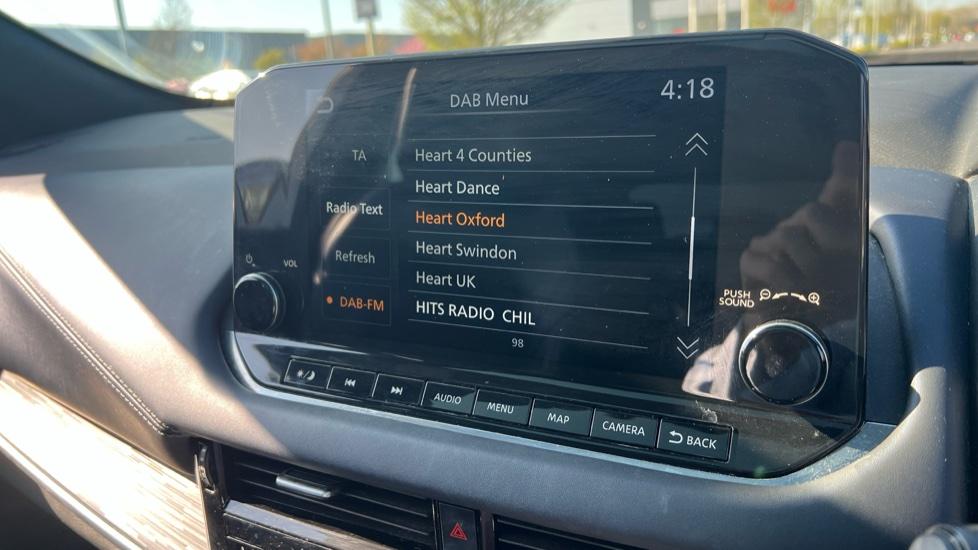 DAB Menu
4:18
TA
Radio Text
Refresh
DAB-FM
Heart 4 Counties
Heart Dance
Heart Oxford
Heart Swindon
Heart UK
HITS RADIO CHIL
98
VOL
PUSH
SOUND
AUDIO
MENU
MAP
CAMERA
BACK